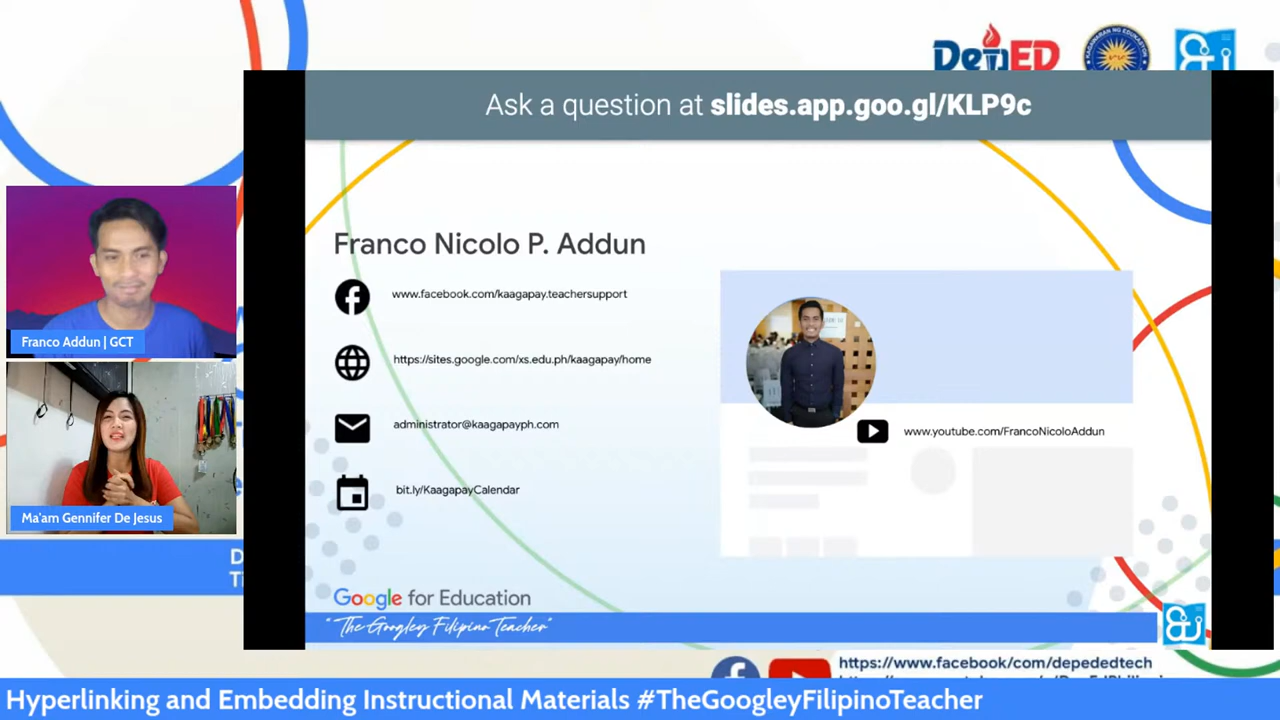 DepED
KAGAWARAN NG EDUKASYON
Ask a question at slides.app.goo.gl/KLP9c
Franco Nicolo P. Addun
www.facebook.com/kaagapay.teachersupport
https://sites.google.com/xs.edu.ph/kaagapay/home
administrator@kaagapayph.com
bit.ly/KaagapayCalendar
www.youtube.com/FrancoNicoloAddun
Franco Addun | GCT
Ma'am Gennifer De Jesus
Google for Education
"The Googley Filipino Teacher"
https://www.facebook/com/depededtech
Hyperlinking and Embedding Instructional Materials #TheGoogleyFilipinoTeacher